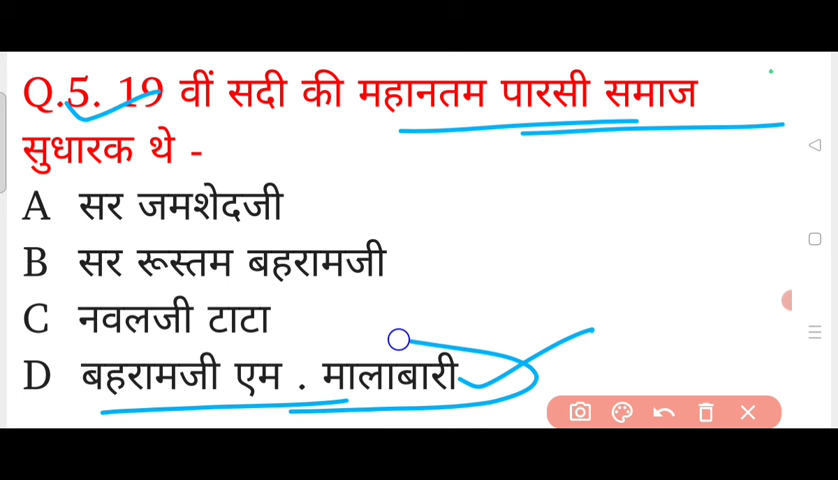 Q.5. 19 वीं सदी की महानतम पारसी समाज
सुधारक थे -
A सर जमशेदजी
B सर रूस्तम बहरामजी
C नवलजी टाटा
D बहरामजी एम . मालाबारी